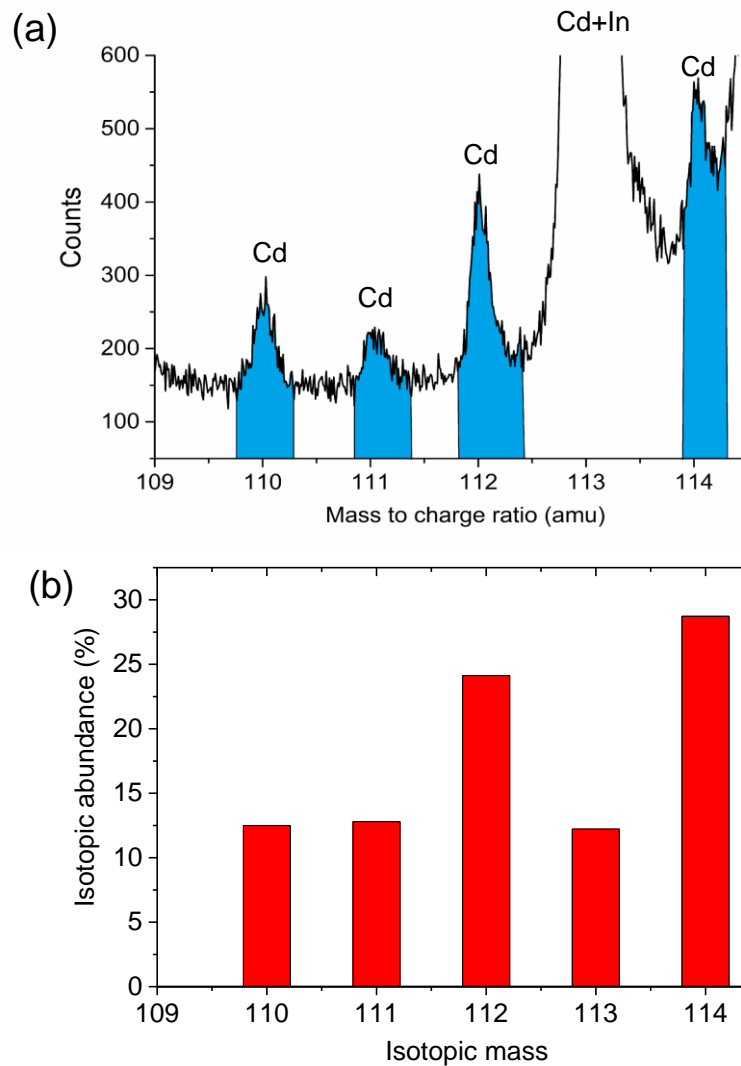 (a)
Cd+In
600
Cd
500
Cd
400
Counts
300
Cd
Cd
200
100
109
110
111
112
113
114
Mass to charge ratio (amu)
(b)
30
25
20
15
10
5
0
Isotopic abundance (%)
109
110
111
112
113
114
Isotopic mass